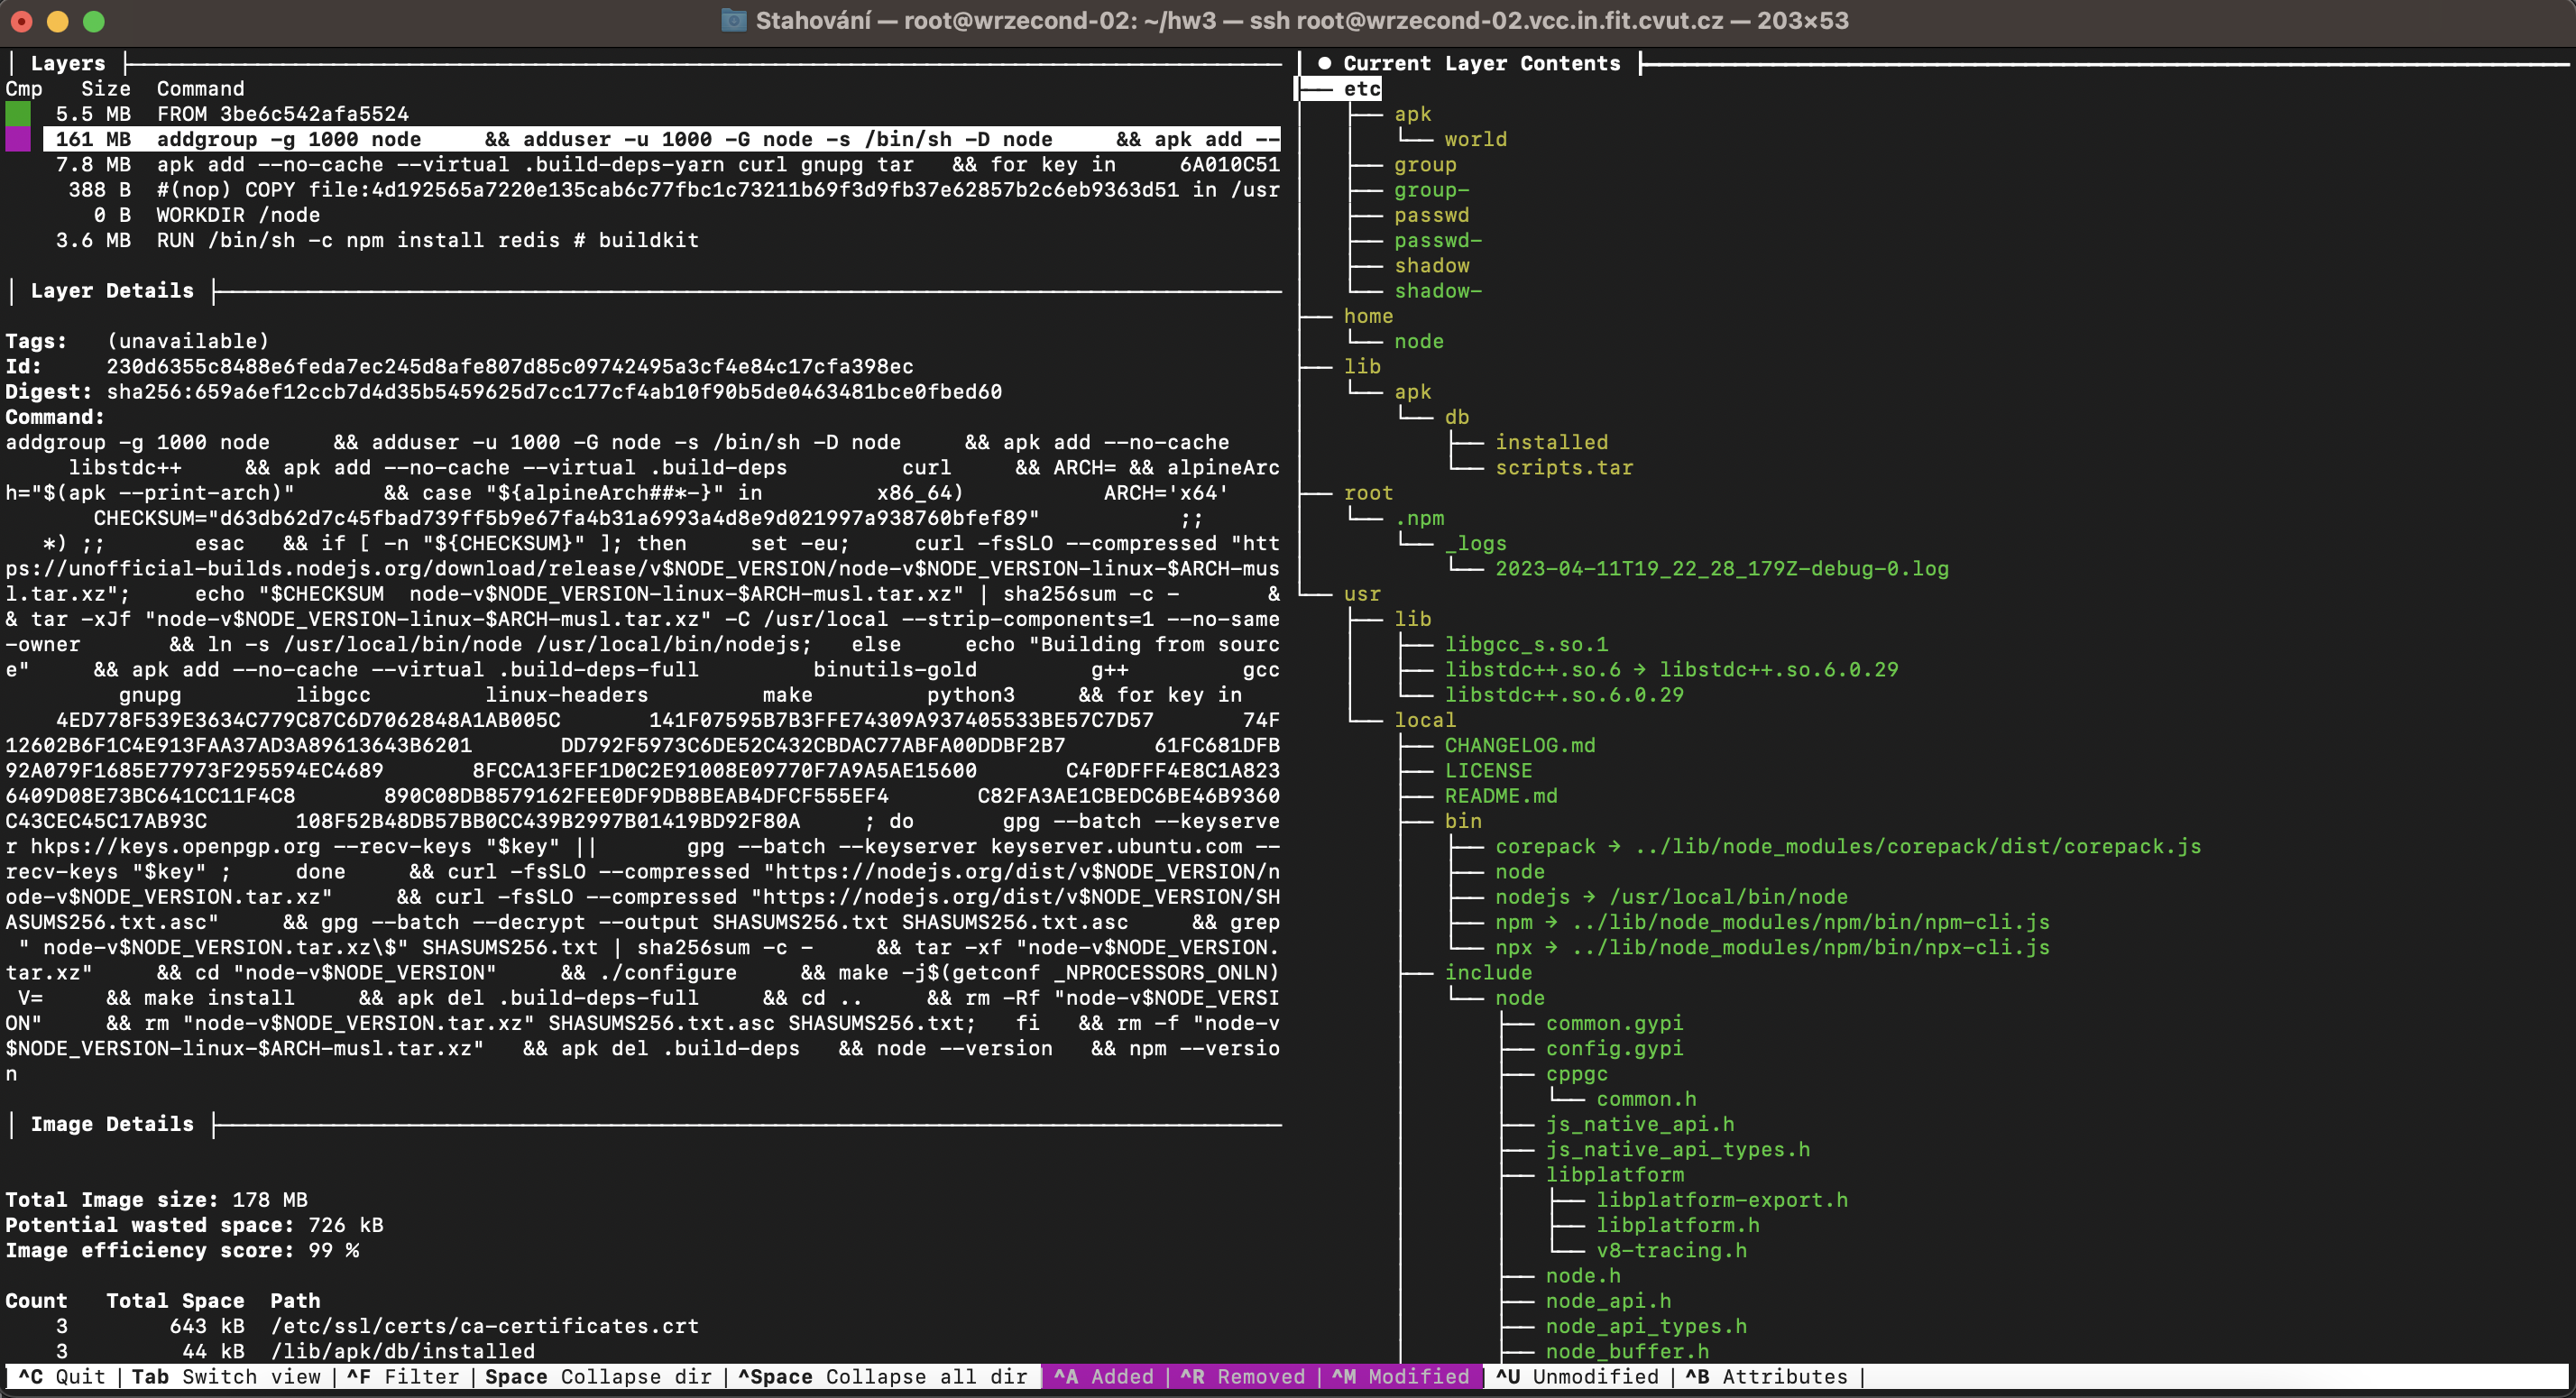 Stahování — root@wrzecond-02: ~/hw3 — ssh root@wrzecond-02.vcc.in.fit.cvut.cz — 203×53
│ Layers ├
Cmp   Size  Command
5.5 MB  FROM 3be6c542afa5524
161 MB  addgroup -g 1000 node     && adduser -u 1000 -G node -s /bin/sh -D node     && apk add --
7.8 MB  apk add --no-cache --virtual .build-deps-yarn curl gnupg tar   && for key in     6A010C51
388 B  #(nop) COPY file:4d192565a7220e135cab6c77fbc1c73211b69f3d9fb37e62857b2c6eb9363d51 in /usr
0 B  WORKDIR /node
3.6 MB  RUN /bin/sh -c npm install redis # buildkit
│ Layer Details ├
Tags:   (unavailable)
Id:     230d6355c8488e6feda7ec245d8afe807d85c09742495a3cf4e84c17cfa398ec
Digest: sha256:659a6ef12ccb7d4d35b5459625d7cc177cf4ab10f90b5de0463481bce0fbed60
Command:
addgroup -g 1000 node     && adduser -u 1000 -G node -s /bin/sh -D node     && apk add --no-cache
libstdc++     && apk add --no-cache --virtual .build-deps         curl     && ARCH= && alpineArc
h="$(apk --print-arch)"       && case "${alpineArch##*-}" in         x86_64)           ARCH='x64'
CHECKSUM="d63db62d7c45fbad739ff5b9e67fa4b31a6993a4d8e9d021997a938760bfef89"           ;;
*) ;;       esac   && if [ -n "${CHECKSUM}" ]; then     set -eu;     curl -fsSLO --compressed "htt
ps://unofficial-builds.nodejs.org/download/release/v$NODE_VERSION/node-v$NODE_VERSION-linux-$ARCH-mus
l.tar.xz";     echo "$CHECKSUM  node-v$NODE_VERSION-linux-$ARCH-musl.tar.xz" | sha256sum -c -       &
& tar -xJf "node-v$NODE_VERSION-linux-$ARCH-musl.tar.xz" -C /usr/local --strip-components=1 --no-same
-owner       && ln -s /usr/local/bin/node /usr/local/bin/nodejs;   else     echo "Building from sourc
e"     && apk add --no-cache --virtual .build-deps-full         binutils-gold         g++         gcc
gnupg         libgcc         linux-headers         make         python3     && for key in
4ED778F539E3634C779C87C6D7062848A1AB005C       141F07595B7B3FFE74309A937405533BE57C7D57       74F
12602B6F1C4E913FAA37AD3A89613643B6201       DD792F5973C6DE52C432CBDAC77ABFA00DDBF2B7       61FC681DFB
92A079F1685E77973F295594EC4689       8FCCA13FEF1D0C2E91008E09770F7A9A5AE15600       C4F0DFFF4E8C1A823
6409D08E73BC641CC11F4C8       890C08DB8579162FEE0DF9DB8BEAB4DFCF555EF4       C82FA3AE1CBEDC6BE46B9360
C43CEC45C17AB93C       108F52B48DB57BB0CC439B2997B01419BD92F80A     ; do       gpg --batch --keyserve
r hkps://keys.openpgp.org --recv-keys "$key" ||       gpg --batch --keyserver keyserver.ubuntu.com --
recv-keys "$key" ;     done     && curl -fsSLO --compressed "https://nodejs.org/dist/v$NODE_VERSION/n
ode-v$NODE_VERSION.tar.xz"     && curl -fsSLO --compressed "https://nodejs.org/dist/v$NODE_VERSION/SH
ASUMS256.txt.asc"     && gpg --batch --decrypt --output SHASUMS256.txt SHASUMS256.txt.asc     && grep
" node-v$NODE_VERSION.tar.xz\$" SHASUMS256.txt | sha256sum -c -     && tar -xf "node-v$NODE_VERSION.
tar.xz"     && cd "node-v$NODE_VERSION"     && ./configure     && make -j$(getconf _NPROCESSORS_ONLN)
V=     && make install     && apk del .build-deps-full     && cd ..     && rm -Rf "node-v$NODE_VERSI
ON"     && rm "node-v$NODE_VERSION.tar.xz" SHASUMS256.txt.asc SHASUMS256.txt;   fi   && rm -f "node-v
$NODE_VERSION-linux-$ARCH-musl.tar.xz"   && apk del .build-deps   && node --version   && npm --versio
n
│ Image Details ├
Total Image size: 178 MB
Potential wasted space: 726 kB
Image efficiency score: 99 %
Count   Total Space  Path
3        643 kB  /etc/ssl/certs/ca-certificates.crt
3         44 kB  /lib/apk/db/installed
│ ● Current Layer Contents ├
├── etc
│   ├── apk
│   │   └── world
│   ├── group
│   ├── group-
│   ├── passwd
│   ├── passwd-
│   ├── shadow
│   └── shadow-
├── home
│   └── node
├── lib
│   └── apk
│       └── db
│           ├── installed
│           └── scripts.tar
├── root
│   └── .npm
│       └── _logs
│           └── 2023-04-11T19_22_28_179Z-debug-0.log
└── usr
├── lib
│   ├── libgcc_s.so.1
│   ├── libstdc++.so.6 → libstdc++.so.6.0.29
│   └── libstdc++.so.6.0.29
└── local
├── CHANGELOG.md
├── LICENSE
├── README.md
├── bin
│   ├── corepack → ../lib/node_modules/corepack/dist/corepack.js
│   ├── node
│   ├── nodejs → /usr/local/bin/node
│   ├── npm → ../lib/node_modules/npm/bin/npm-cli.js
│   └── npx → ../lib/node_modules/npm/bin/npx-cli.js
├── include
│   └── node
│       ├── common.gypi
│       ├── config.gypi
│       ├── cppgc
│       │   └── common.h
│       ├── js_native_api.h
│       ├── js_native_api_types.h
│       ├── libplatform
│       │   ├── libplatform-export.h
│       │   ├── libplatform.h
│       │   └── v8-tracing.h
│       ├── node.h
│       ├── node_api.h
│       ├── node_api_types.h
│       ├── node_buffer.h
^C Quit | Tab Switch view | ^F Filter | Space Collapse dir | ^Space Collapse all dir | ^A Added | ^R Removed | ^M Modified | ^U Unmodified | ^B Attributes |